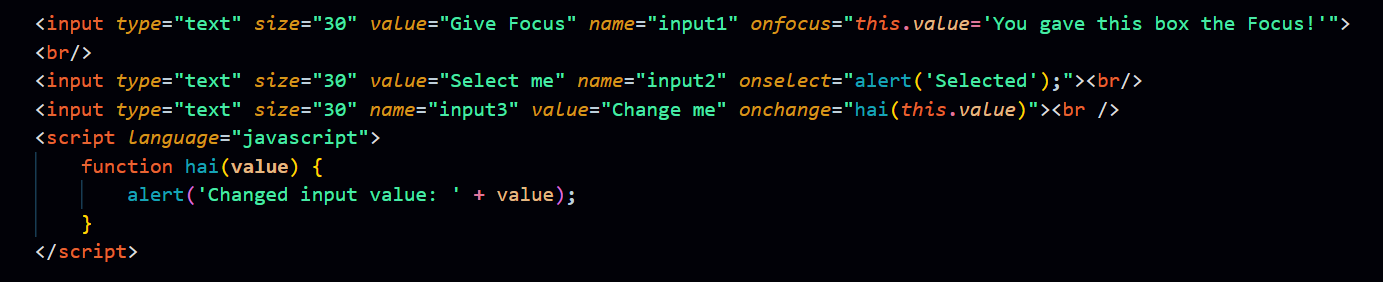 <input type="text" size="30" value="Give Focus" name="input1" onfocus="this.value='You gave this box the Focus!'">
<br/>
<input type="text" size="30" value="Select me" name="input2" onselect="alert('Selected');"><br/>
<input type="text" size="30" name="input3" value="Change me" onchange="hai(this.value)"><br />
<script language="javascript">
    function hai(value) {
        alert('Changed input value: ' + value);
    }
</script>